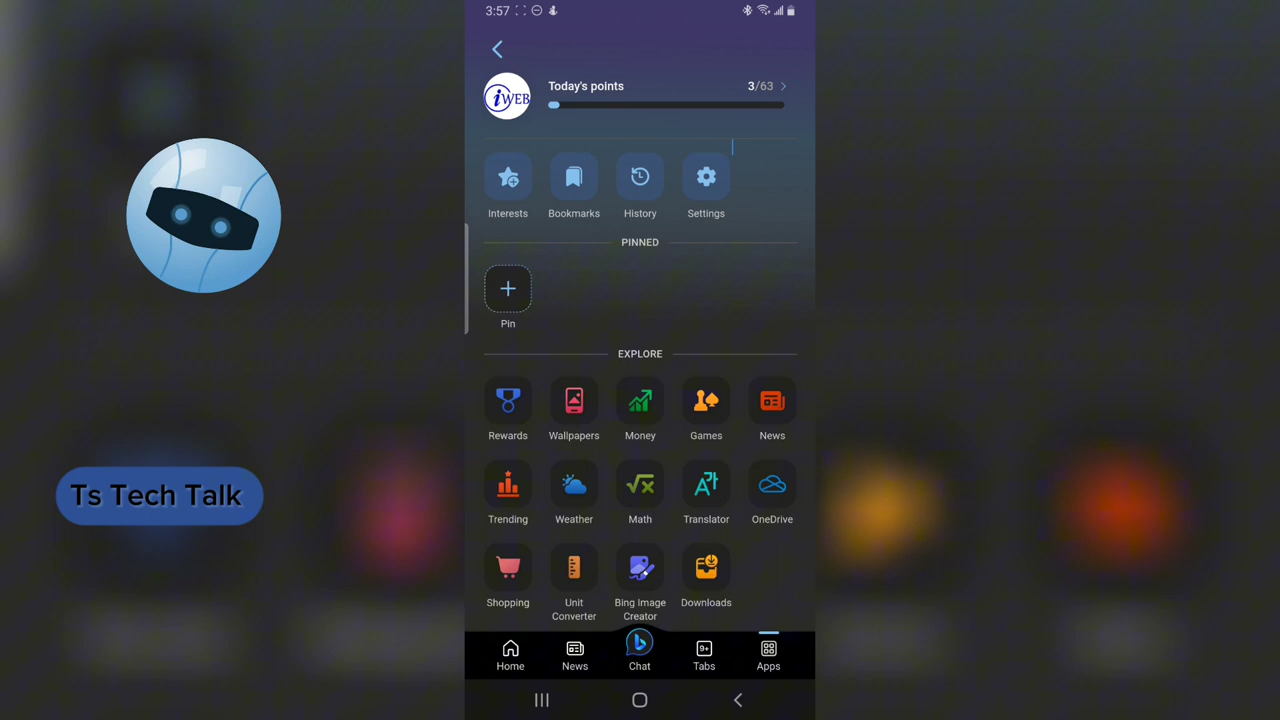 3:57
Today's points 3/63
iWEB
Interests Bookmarks History Settings
PINNED
Pin
EXPLORE
Rewards Wallpapers Money Games News
Trending Weather Math Translator OneDrive
Shopping Unit Converter Bing Image Creator Downloads
9+
Home News Chat Tabs Apps
Ts Tech Talk